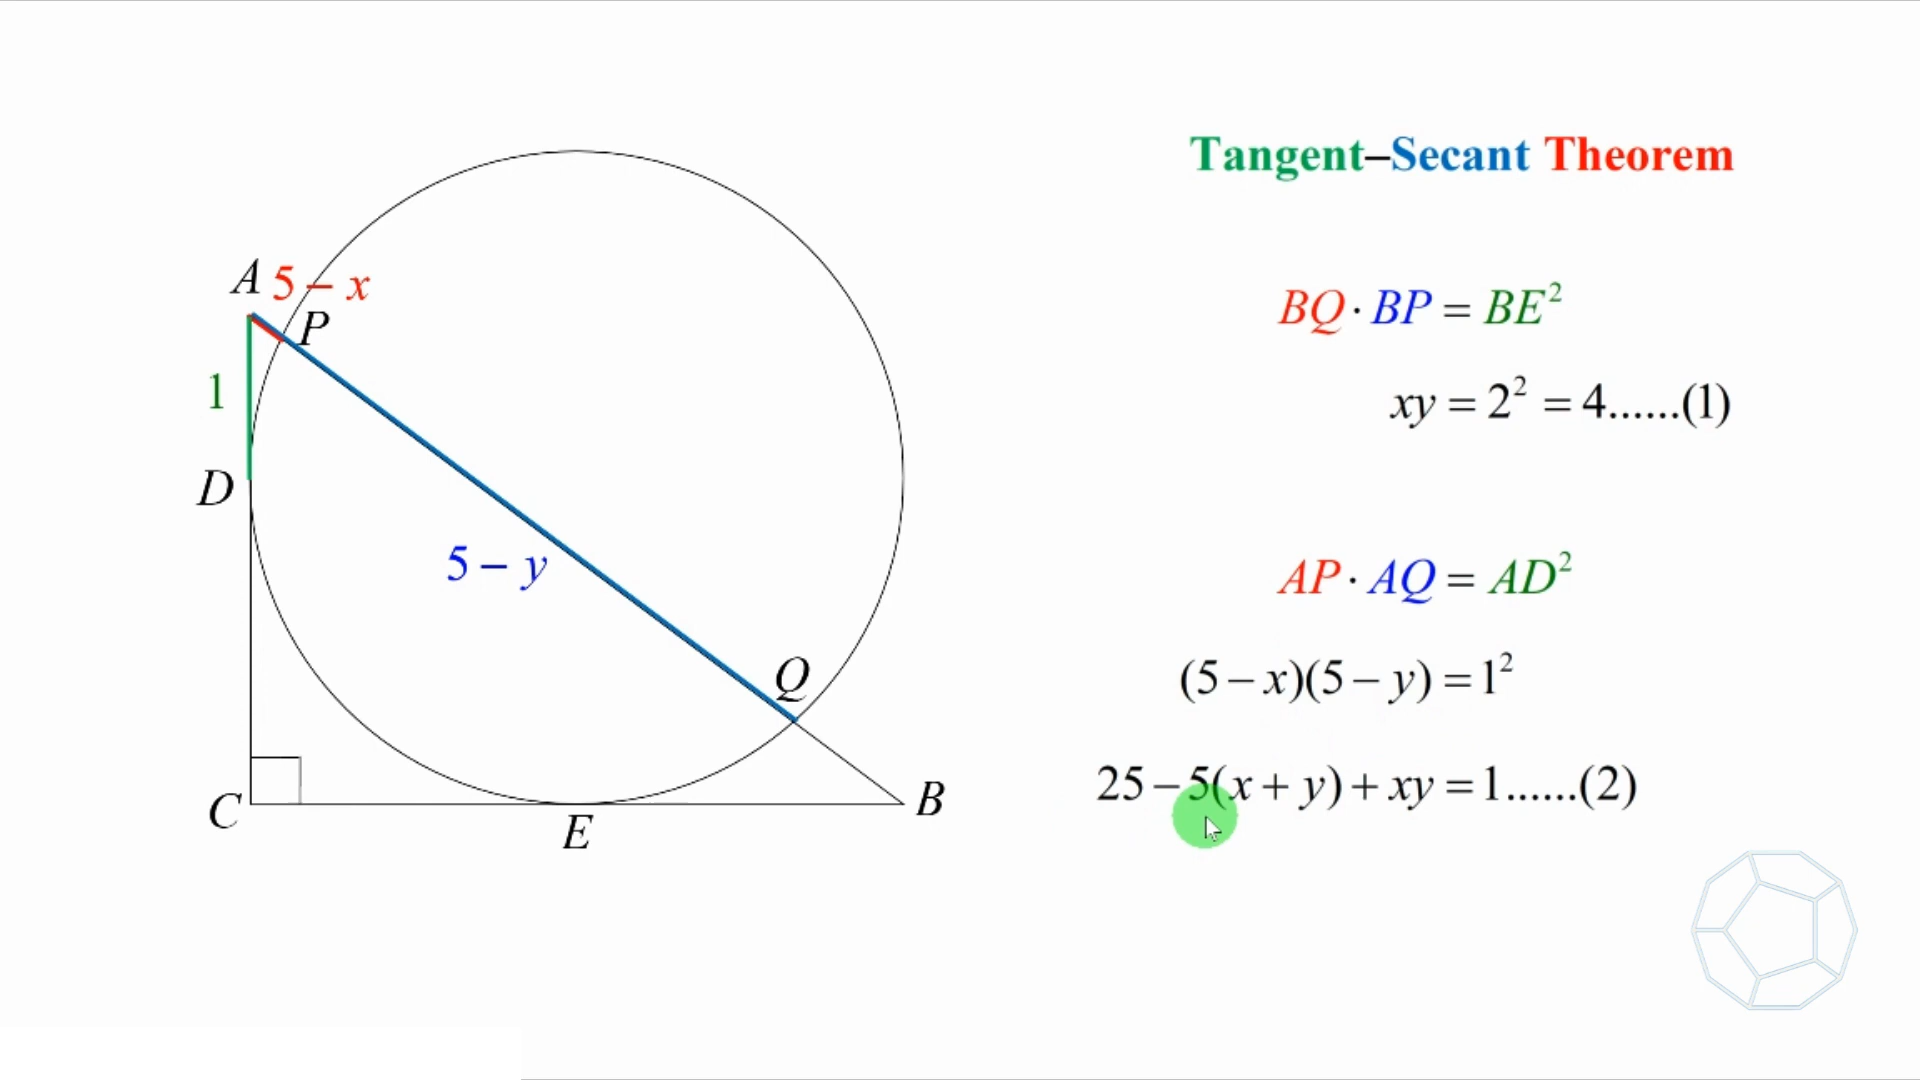 Tangent–Secant Theorem
A 5 – x
P
BQ · BP = BE²
1
xy = 2² = 4......(1)
D
5 – y
AP · AQ = AD²
Q
(5 – x)(5 – y) = 1²
25 – 5(x + y) + xy = 1......(2)
C
B
E